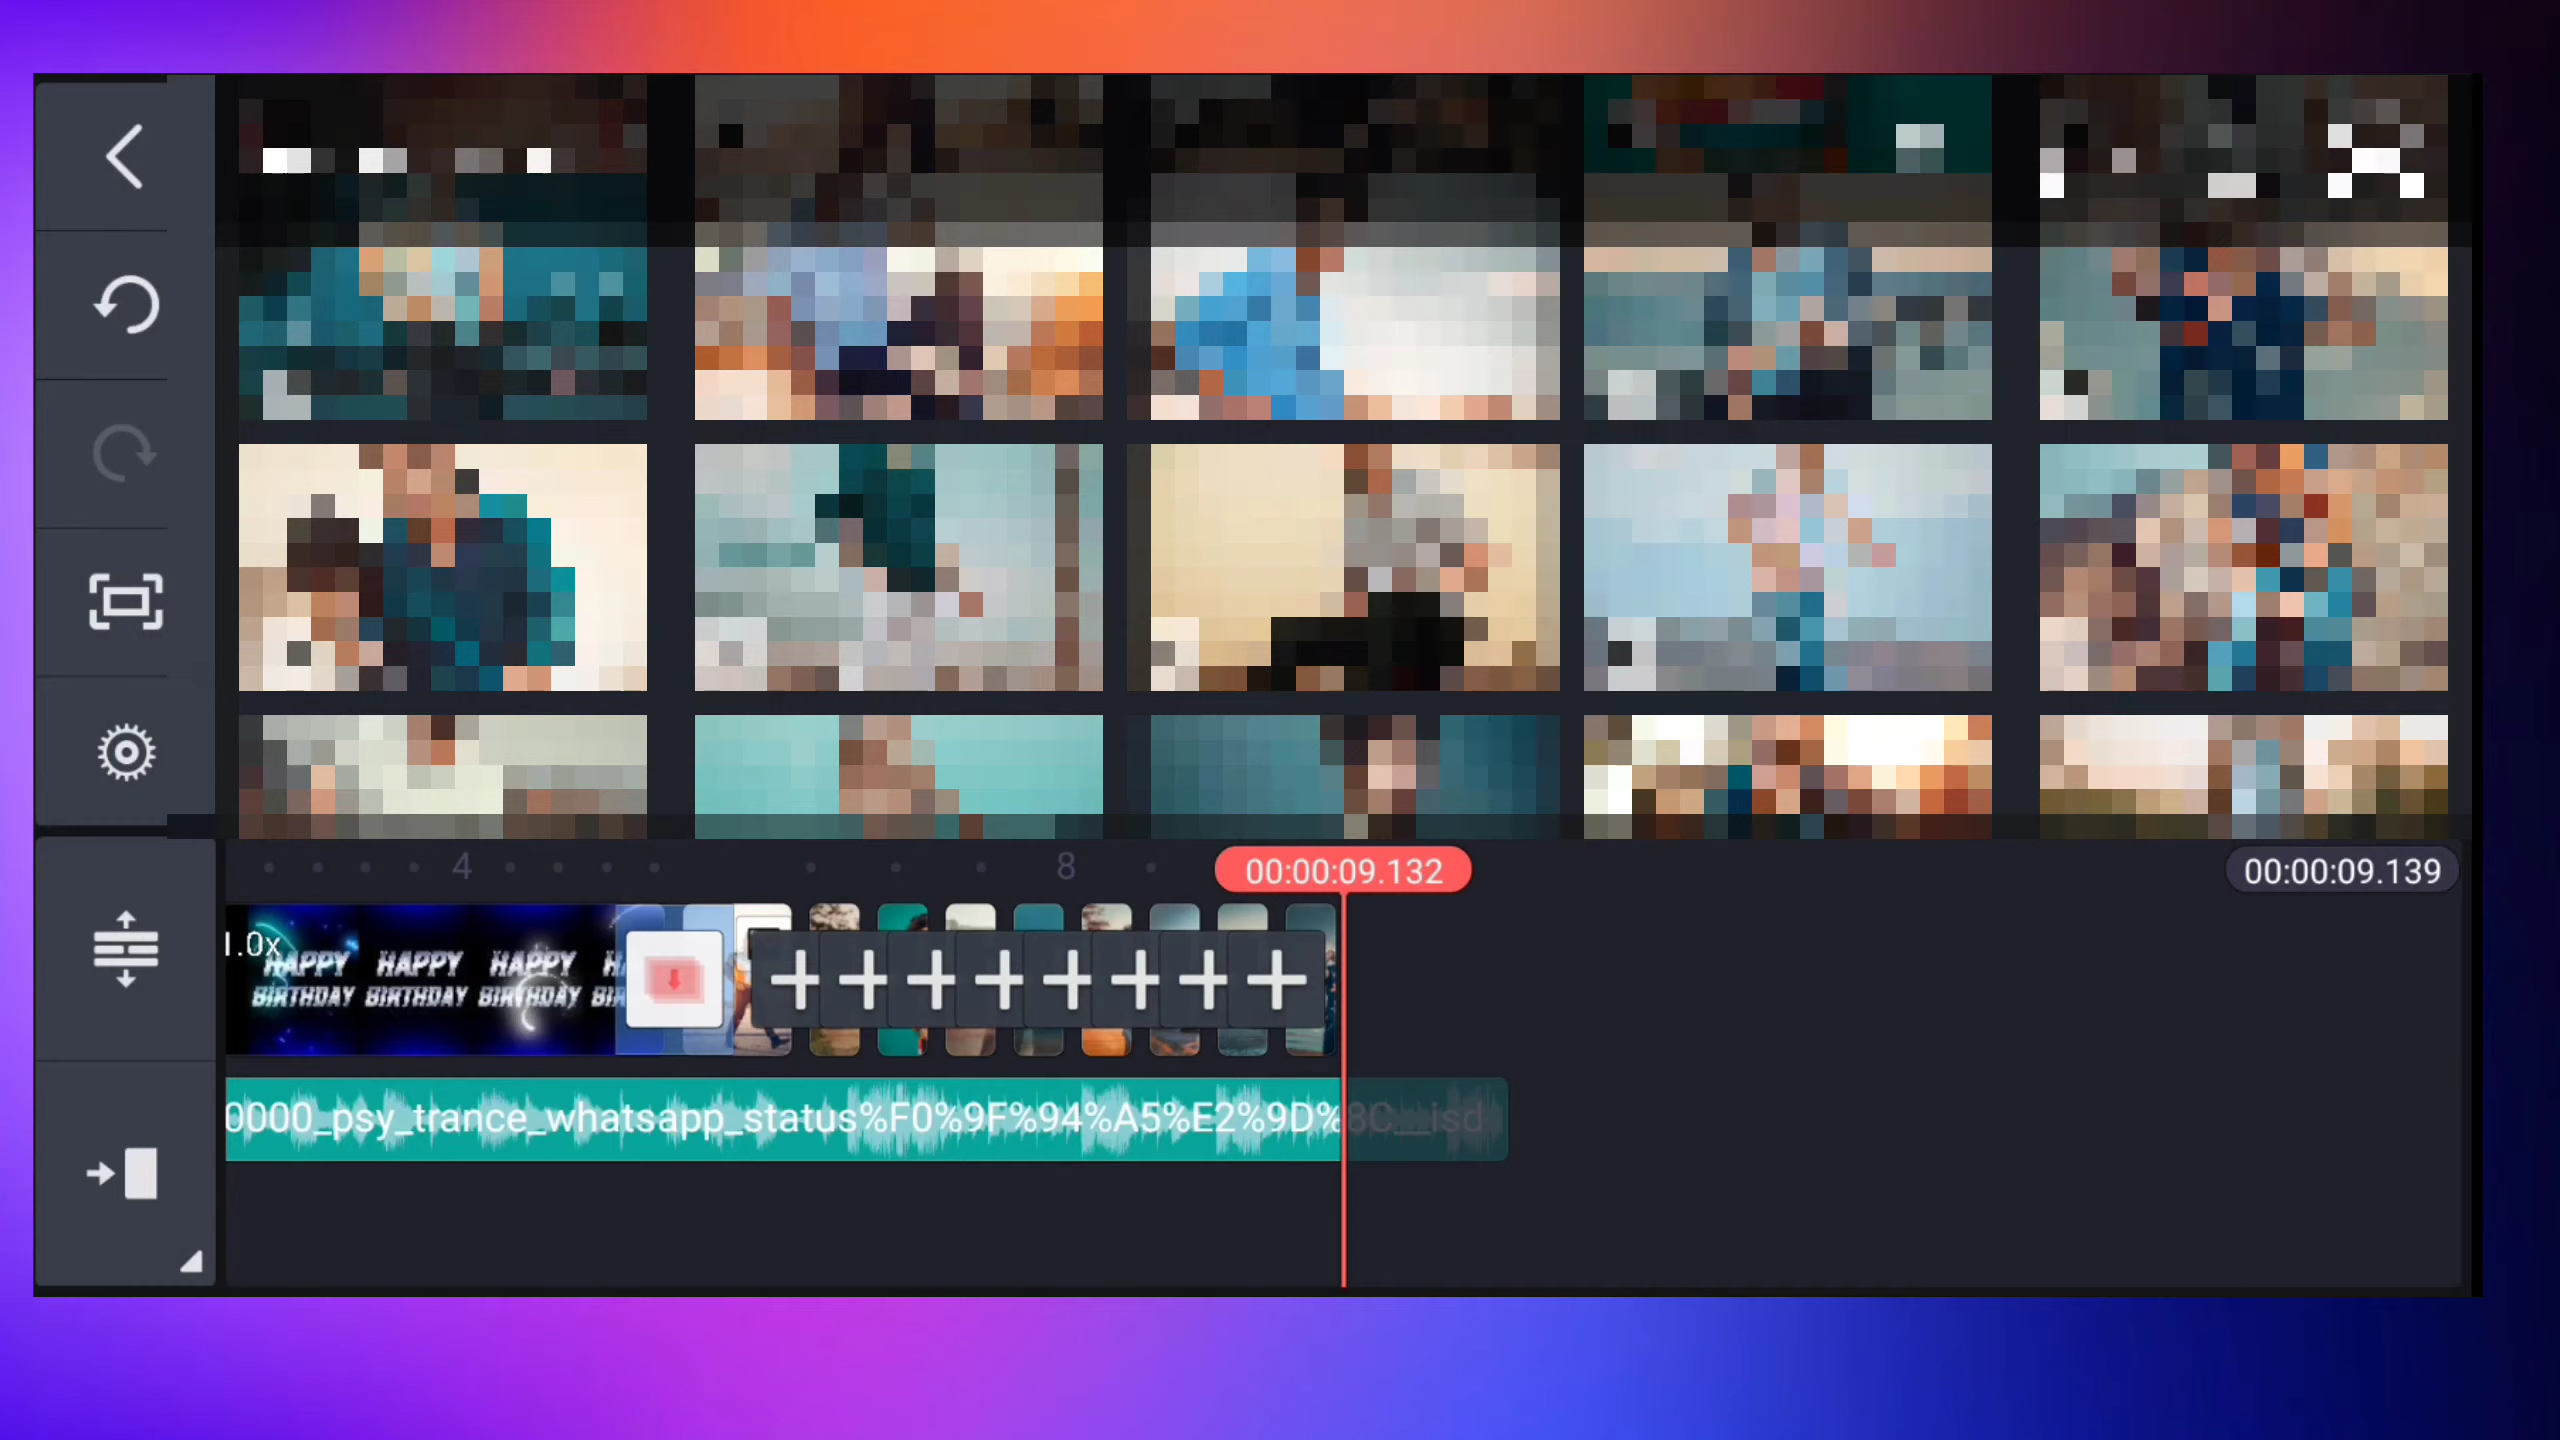 4
8
00:00:09.132
00:00:09.139
1.0x
HAPPY HAPPY HAPPY
BIRTHDAY BIRTHDAY BIRTHDAY
0000_psy_trance_whatsapp_status%F0%9F%94%A5%E2%9D%8C__isd